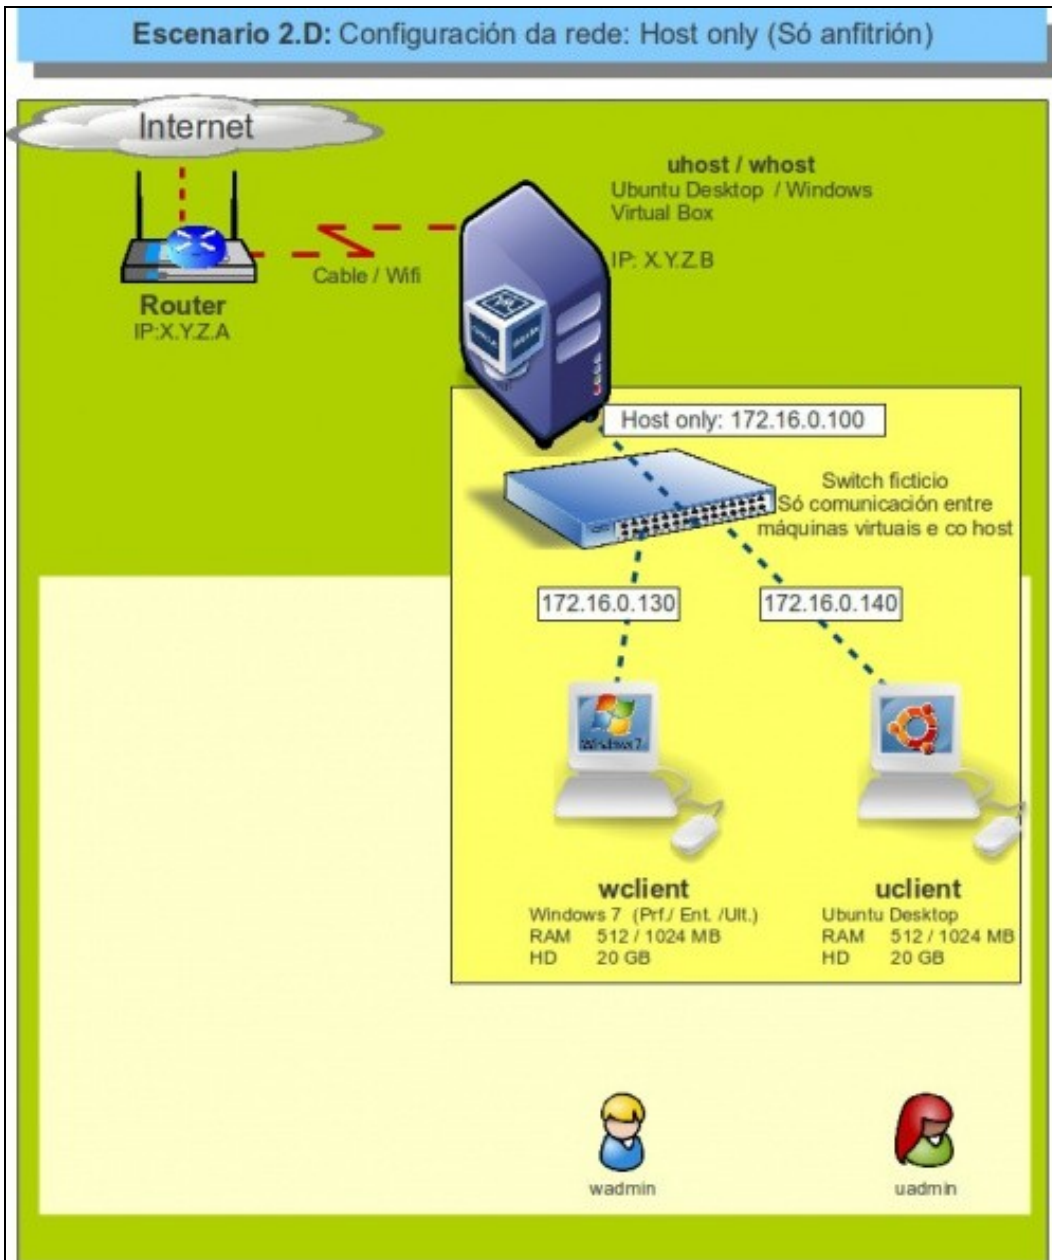 Escenario 2.D: Configuración da rede: Host only (Só anfitrión)
Internet
uhost / whost
Ubuntu Desktop / Windows
Virtual Box
IP: X.Y.Z.B
Cable / Wifi
Router
IP:X.Y.Z.A
Host only: 172.16.0.100
Switch ficticio
Só comunicación entre
máquinas virtuais e co host
172.16.0.130
172.16.0.140
Windows 7
wclient
Windows 7 (Prf./ Ent. /Ult.)
RAM 512 / 1024 MB
HD 20 GB
uclient
Ubuntu Desktop
RAM 512 / 1024 MB
HD 20 GB
wadmin
uadmin